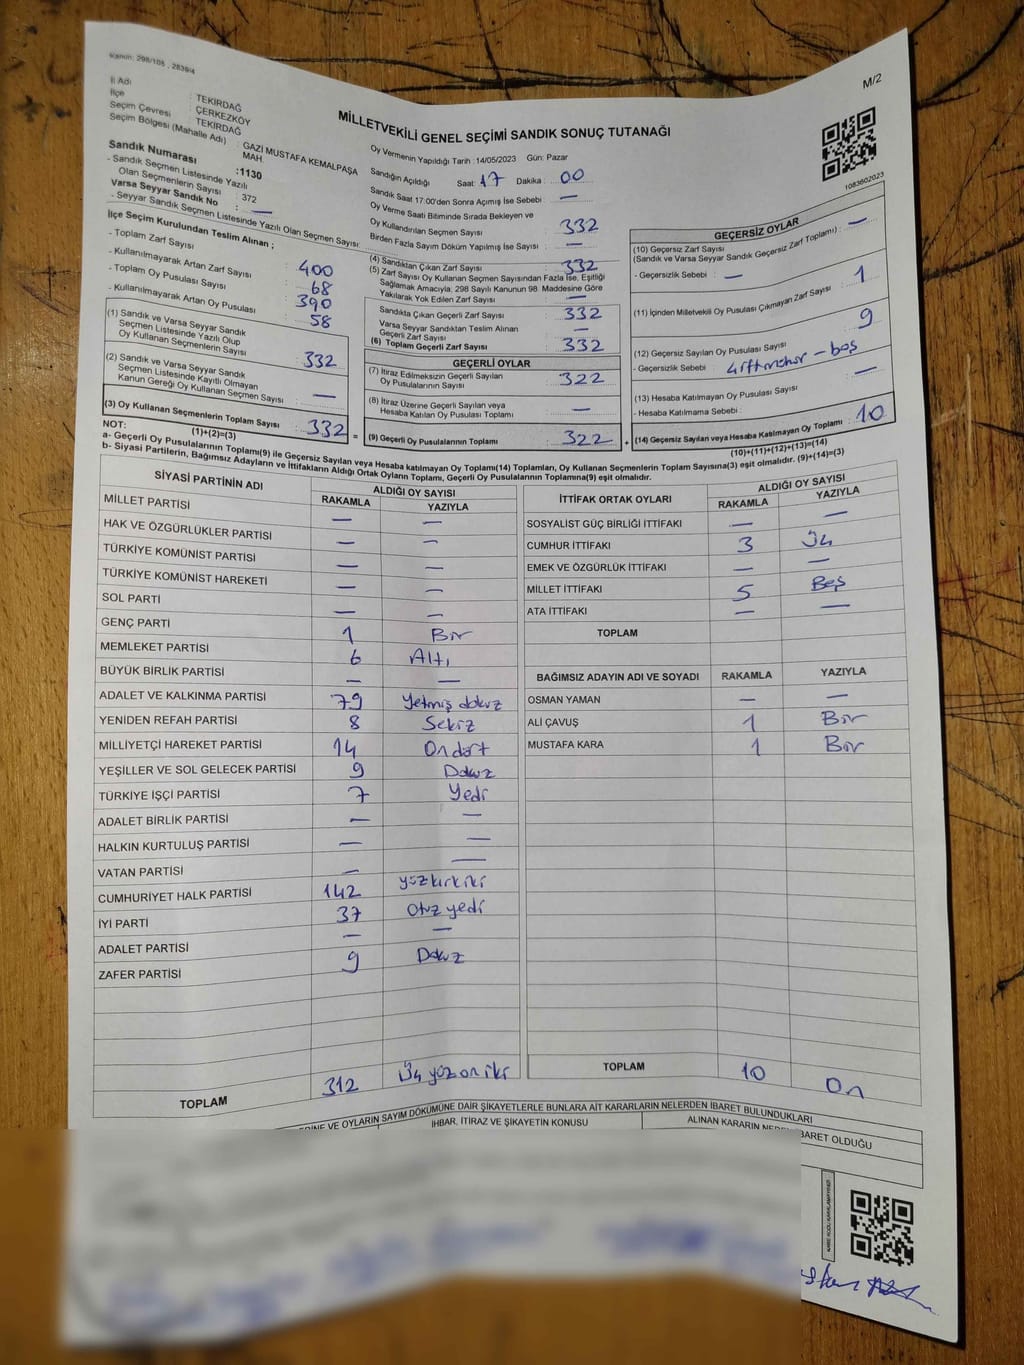 Kanun: 298/105 , 2839/4
M/2
İl Adı : TEKİRDAĞ
İlçe : ÇERKEZKÖY
Seçim Çevresi : TEKİRDAĞ
Seçim Bölgesi (Mahalle Adı) : GAZİ MUSTAFA KEMALPAŞA MAH.
Sandık Numarası :1130
- Sandık Seçmen Listesinde Yazılı
Olan Seçmenlerin Sayısı : 372
Varsa Seyyar Sandık No : —
- Seyyar Sandık Seçmen Listesinde Yazılı Olan Seçmen Sayısı:
İlçe Seçim Kurulundan Teslim Alınan ;
- Toplam Zarf Sayısı : 400
- Kullanılmayarak Artan Zarf Sayısı : 68
- Toplam Oy Pusulası Sayısı : 390
- Kullanılmayarak Artan Oy Pusulası : 58
(1) Sandık ve Varsa Seyyar Sandık
Seçmen Listesinde Yazılı Olup
Oy Kullanan Seçmenlerin Sayısı : 332
(2) Sandık ve Varsa Seyyar Sandık
Seçmen Listesinde Kayıtlı Olmayan
Kanun Gereği Oy Kullanan Seçmen Sayısı : —
(3) Oy Kullanan Seçmenlerin Toplam Sayısı : 332
(1)+(2)=(3)
MİLLETVEKİLİ GENEL SEÇİMİ SANDIK SONUÇ TUTANAĞI
Oy Vermenin Yapıldığı Tarih : 14/05/2023 Gün: Pazar
Sandığın Açıldığı Saat: 17 Dakika : 00
Sandık Saat 17:00'den Sonra Açılmış İse Sebebi : —
Oy Verme Saati Bitiminde Sırada Bekleyen ve
Oy Kullandırılan Seçmen Sayısı : 332
Birden Fazla Sayım Döküm Yapılmış İse Sayısı : —
(4) Sandıktan Çıkan Zarf Sayısı : 332
(5) Zarf Sayısı Oy Kullanan Seçmen Sayısından Fazla İse, Eşitliği
Sağlamak Amacıyla, 298 Sayılı Kanunun 98. Maddesine Göre
Yakılarak Yok Edilen Zarf Sayısı : —
Sandıkta Çıkan Geçerli Zarf Sayısı : 332
Varsa Seyyar Sandıktan Teslim Alınan
Geçerli Zarf Sayısı : —
(6) Toplam Geçerli Zarf Sayısı : 332
GEÇERLİ OYLAR
(7) İtiraz Edilmeksizin Geçerli Sayılan
Oy Pusulalarının Sayısı : 322
(8) İtiraz Üzerine Geçerli Sayılan veya
Hesaba Katılan Oy Pusulası Toplamı : —
= (9) Geçerli Oy Pusulalarının Toplamı : 322 +
1083602023
GEÇERSİZ OYLAR
(10) Geçersiz Zarf Sayısı : —
(Sandık ve Varsa Seyyar Sandık Geçersiz Zarf Toplamı) :
- Geçersizlik Sebebi : —
(11) İçinden Milletvekili Oy Pusulası Çıkmayan Zarf Sayısı : 1
(12) Geçersiz Sayılan Oy Pusulası Sayısı : 9
- Geçersizlik Sebebi : – boş
(13) Hesaba Katılmayan Oy Pusulası Sayısı : —
- Hesaba Katılmama Sebebi :
(14) Geçersiz Sayılan veya Hesaba Katılmayan Oy Toplamı : 10
(10)+(11)+(12)+(13)=(14)
NOT:
a- Geçerli Oy Pusulalarının Toplamı(9) ile Geçersiz Sayılan veya Hesaba katılmayan Oy Toplam(14) Toplamları, Oy Kullanan Seçmenlerin Toplam Sayısına(3) eşit olmalıdır. (9)+(14)=(3)
b- Siyasi Partilerin, Bağımsız Adayların ve İttifakların Aldığı Ortak Oyların Toplamı, Geçerli Oy Pusulalarının Toplamına(9) eşit olmalıdır.
SİYASİ PARTİNİN ADI ALDIĞI OY SAYISI
RAKAMLA YAZIYLA
MİLLET PARTİSİ — —
HAK VE ÖZGÜRLÜKLER PARTİSİ — —
TÜRKİYE KOMÜNİST PARTİSİ — —
TÜRKİYE KOMÜNİST HAREKETİ — —
SOL PARTİ — —
GENÇ PARTİ 1 Bir
MEMLEKET PARTİSİ 6 Altı
BÜYÜK BİRLİK PARTİSİ — —
ADALET VE KALKINMA PARTİSİ 79 Yetmiş dokuz
YENİDEN REFAH PARTİSİ 8 Sekiz
MİLLİYETÇİ HAREKET PARTİSİ 14 On dört
YEŞİLLER VE SOL GELECEK PARTİSİ 9 Dokuz
TÜRKİYE İŞÇİ PARTİSİ 7 Yedi
ADALET BİRLİK PARTİSİ — —
HALKIN KURTULUŞ PARTİSİ — —
VATAN PARTİSİ — —
CUMHURİYET HALK PARTİSİ 142 yüz kırk iki
İYİ PARTİ 37 Otuz yedi
ADALET PARTİSİ — —
ZAFER PARTİSİ 9 Dokuz
TOPLAM 312 Üç yüz on iki
İTTİFAK ORTAK OYLARI ALDIĞI OY SAYISI
RAKAMLA YAZIYLA
SOSYALİST GÜÇ BİRLİĞİ İTTİFAKI — —
CUMHUR İTTİFAKI 3 Üç
EMEK VE ÖZGÜRLÜK İTTİFAKI — —
MİLLET İTTİFAKI 5 Beş
ATA İTTİFAKI — —
TOPLAM
BAĞIMSIZ ADAYIN ADI VE SOYADI RAKAMLA YAZIYLA
OSMAN YAMAN — —
ALİ ÇAVUŞ 1 Bir
MUSTAFA KARA 1 Bir
TOPLAM 10 On
VE OYLARIN SAYIM DÖKÜMÜNE DAİR ŞİKAYETLERLE BUNLARA AİT KARARLARIN NELERDEN İBARET BULUNDUKLARI
İHBAR, İTİRAZ VE ŞİKAYETİN KONUSU
ALINAN KARARIN İBARET OLDUĞU